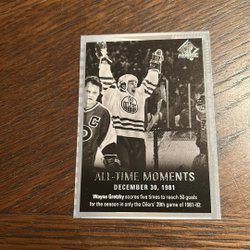 C
ALL-TIME MOMENTS
DECEMBER 30, 1981
Wayne Gretzky scores five times to reach 50 goals
for the season in only the Oilers' 39th game of 1981-82